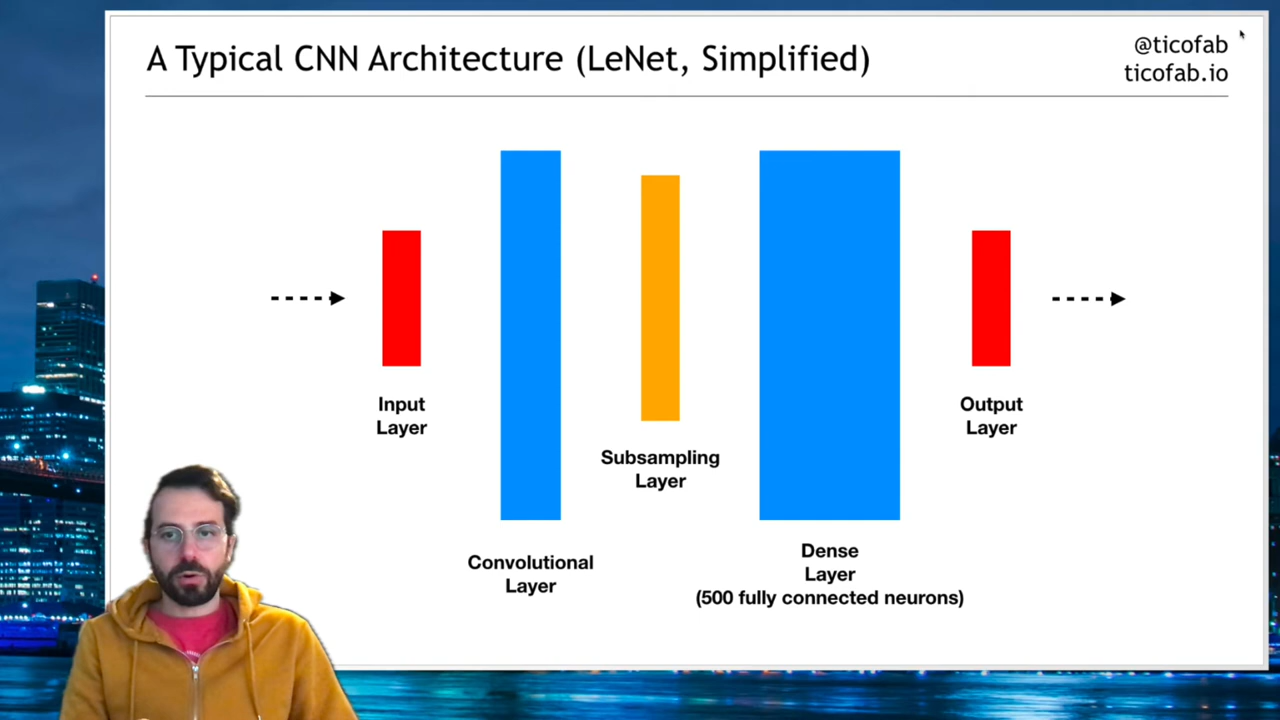 A Typical CNN Architecture (LeNet, Simplified)
@ticofab
ticofab.io
Input
Layer
Convolutional
Layer
Subsampling
Layer
Dense
Layer
(500 fully connected neurons)
Output
Layer